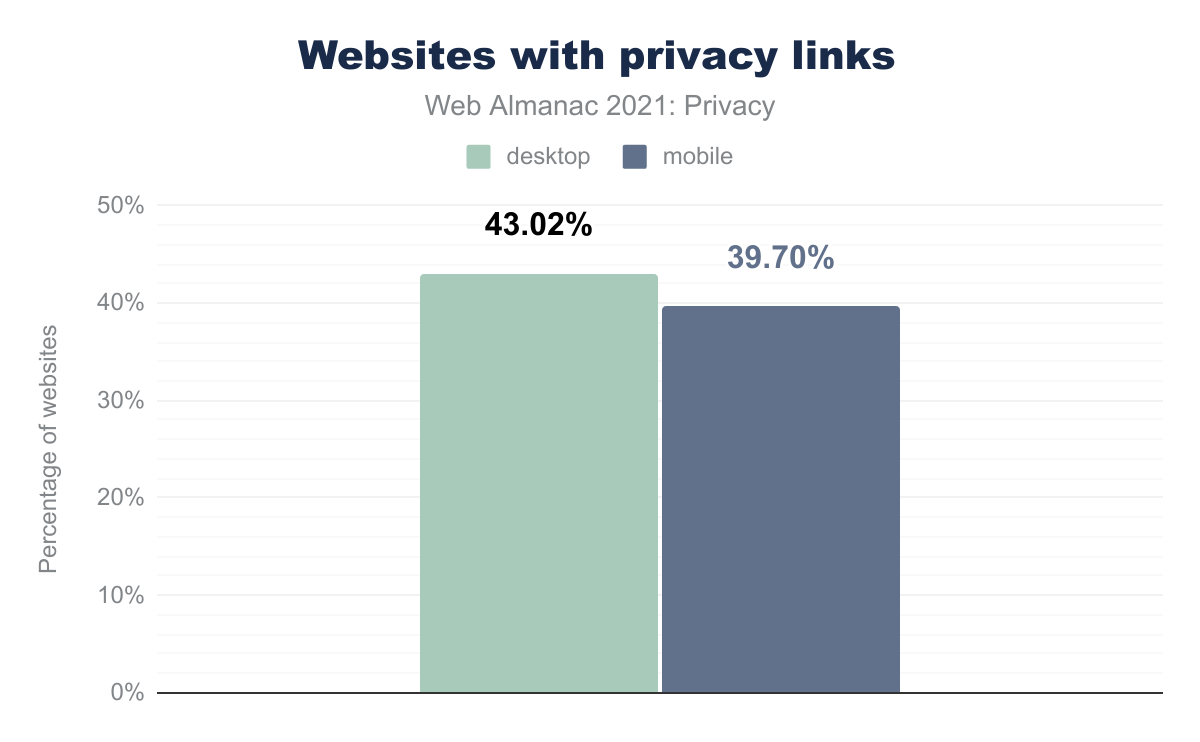 Websites with privacy links
Web Almanac 2021: Privacy
desktop
mobile
50%
40%
30%
20%
10%
0%
Percentage of websites
43.02%
39.70%